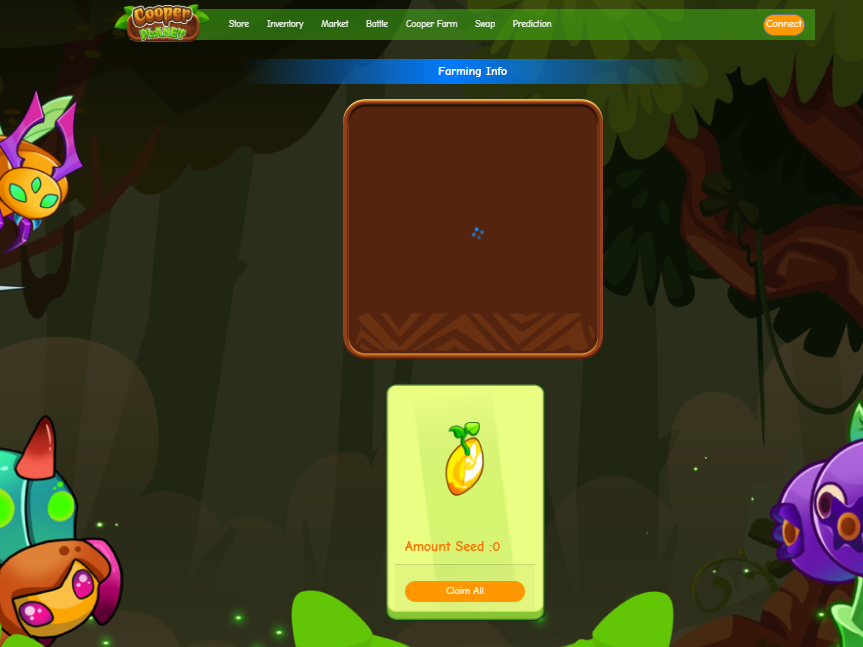 Cooper
PLANET
Store Inventory Market Battle Cooper Farm Swap Prediction
Connect
Farming Info
Amount Seed :0
Claim All